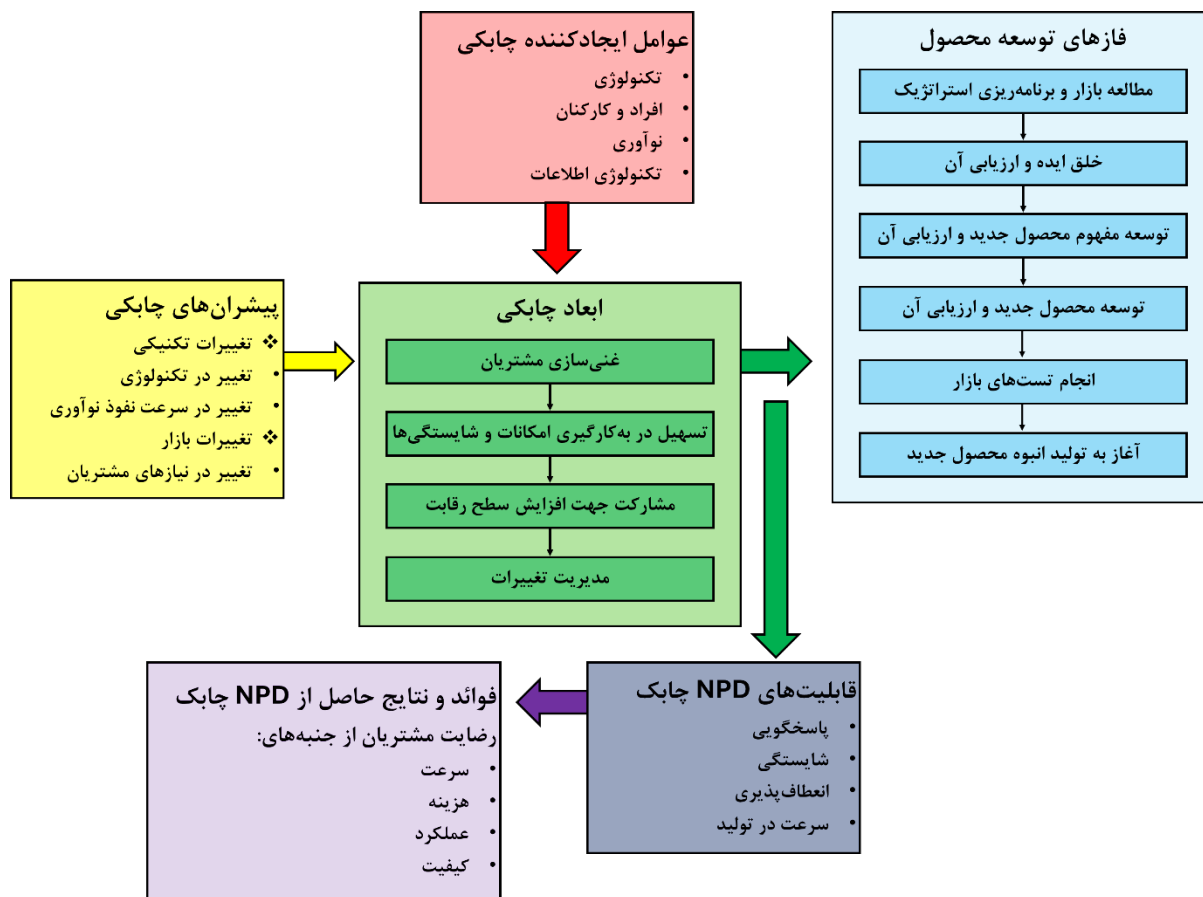 عوامل ایجادکننده چابکی
• تکنولوژی
• افراد و کارکنان
• نوآوری
• تکنولوژی اطلاعات
فازهای توسعه محصول
مطالعه بازار و برنامه‌ریزی استراتژیک
خلق ایده و ارزیابی آن
توسعه مفهوم محصول جدید و ارزیابی آن
توسعه محصول جدید و ارزیابی آن
انجام تست‌های بازار
آغاز به تولید انبوه محصول جدید
پیشران‌های چابکی
❖ تغییرات تکنیکی
• تغییر در تکنولوژی
• تغییر در سرعت نفوذ نوآوری
❖ تغییرات بازار
• تغییر در نیازهای مشتریان
ابعاد چابکی
غنی‌سازی مشتریان
تسهیل در به‌کارگیری امکانات و شایستگی‌ها
مشارکت جهت افزایش سطح رقابت
مدیریت تغییرات
قابلیت‌های NPD چابک
• پاسخگویی
• شایستگی
• انعطاف‌پذیری
• سرعت در تولید
فوائد و نتایج حاصل از NPD چابک
رضایت مشتریان از جنبه‌های:
• سرعت
• هزینه
• عملکرد
• کیفیت